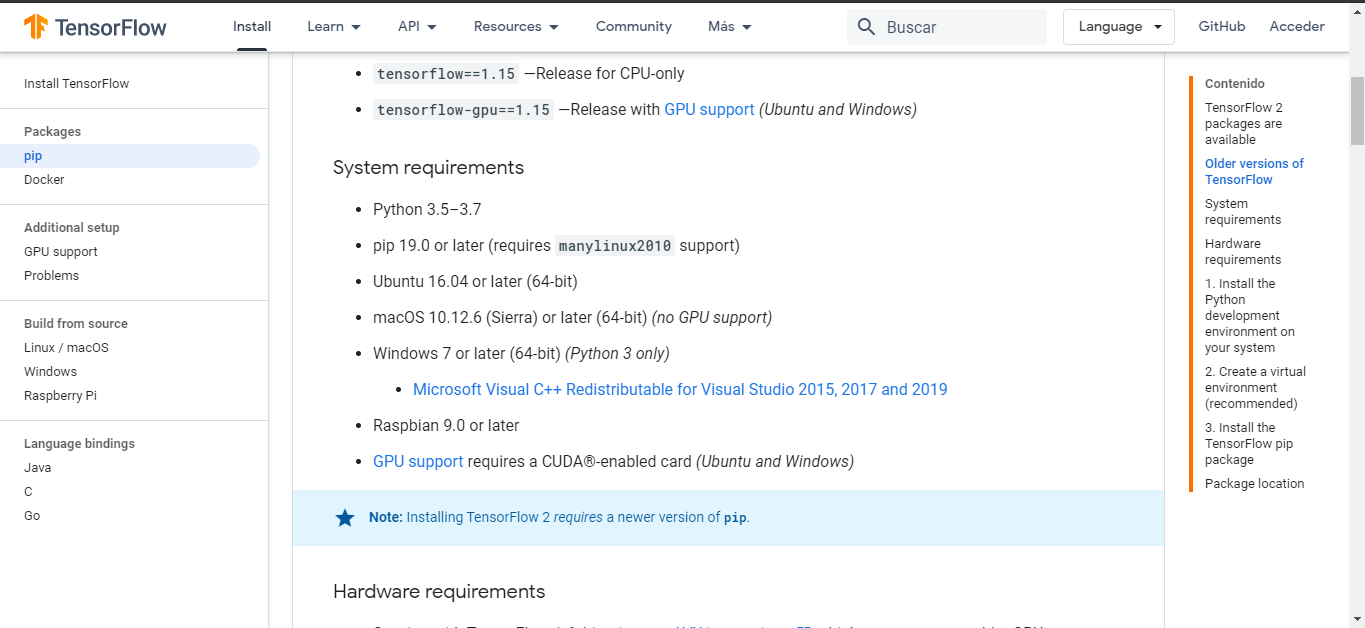 TensorFlow
Install
Learn
API
Resources
Community
Más
Buscar
Language
GitHub
Acceder
Install TensorFlow
Packages
pip
Docker
Additional setup
GPU support
Problems
Build from source
Linux / macOS
Windows
Raspberry Pi
Language bindings
Java
C
Go
tensorflow==1.15 —Release for CPU-only
tensorflow-gpu==1.15 —Release with GPU support (Ubuntu and Windows)
System requirements
Python 3.5–3.7
pip 19.0 or later (requires manylinux2010 support)
Ubuntu 16.04 or later (64-bit)
macOS 10.12.6 (Sierra) or later (64-bit) (no GPU support)
Windows 7 or later (64-bit) (Python 3 only)
Microsoft Visual C++ Redistributable for Visual Studio 2015, 2017 and 2019
Raspbian 9.0 or later
GPU support requires a CUDA®-enabled card (Ubuntu and Windows)
Note: Installing TensorFlow 2 requires a newer version of pip.
Hardware requirements
Contenido
TensorFlow 2
packages are
available
Older versions of
TensorFlow
System
requirements
Hardware
requirements
1. Install the
Python
development
environment on
your system
2. Create a virtual
environment
(recommended)
3. Install the
TensorFlow pip
package
Package location